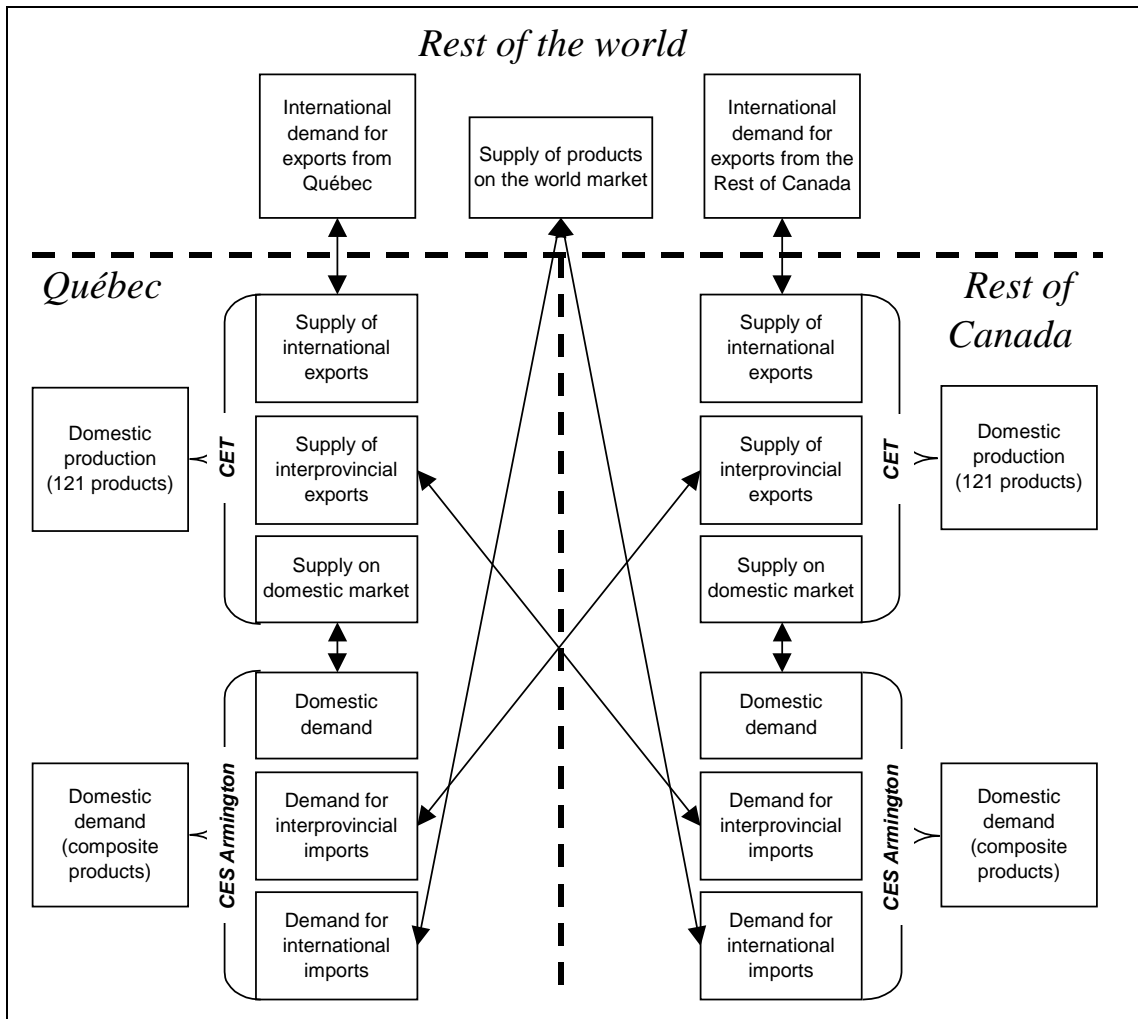 Rest of the world
International
demand for
exports from
Québec
Supply of products
on the world market
International
demand for
exports from the
Rest of Canada
Québec
Rest of
Canada
Supply of
international
exports
Supply of
interprovincial
exports
Supply on
domestic market
CET
Domestic
production
(121 products)
Supply of
international
exports
Supply of
interprovincial
exports
Supply on
domestic market
CET
Domestic
production
(121 products)
Domestic
demand
Demand for
interprovincial
imports
Demand for
international
imports
CES Armington
Domestic
demand
(composite
products)
Domestic
demand
Demand for
interprovincial
imports
Demand for
international
imports
CES Armington
Domestic
demand
(composite
products)